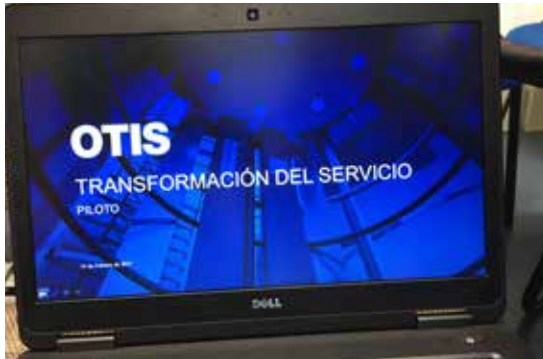 OTIS
TRANSFORMACIÓN DEL SERVICIO
PILOTO
DELL